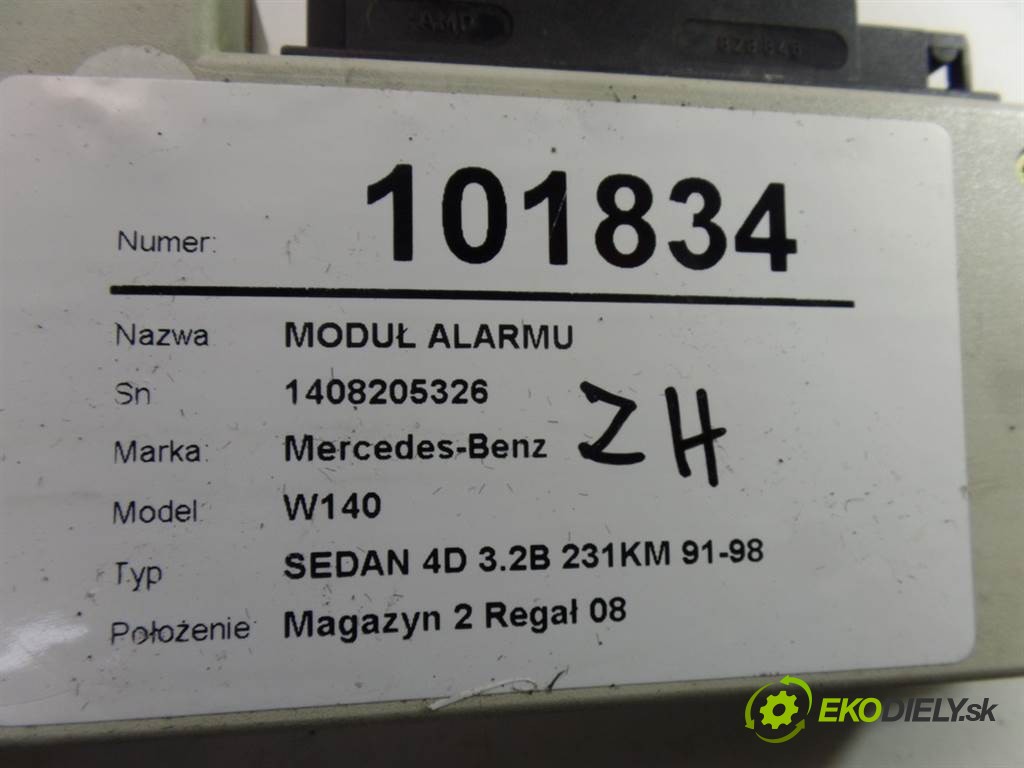 AMP
Numer: 101834
Nazwa MODUŁ ALARMU
Sn 1408205326
Marka: Mercedes-Benz
ZH
Model: W140
Typ SEDAN 4D 3.2B 231KM 91-98
Położenie: Magazyn 2 Regał 08
EKODIELY.sk